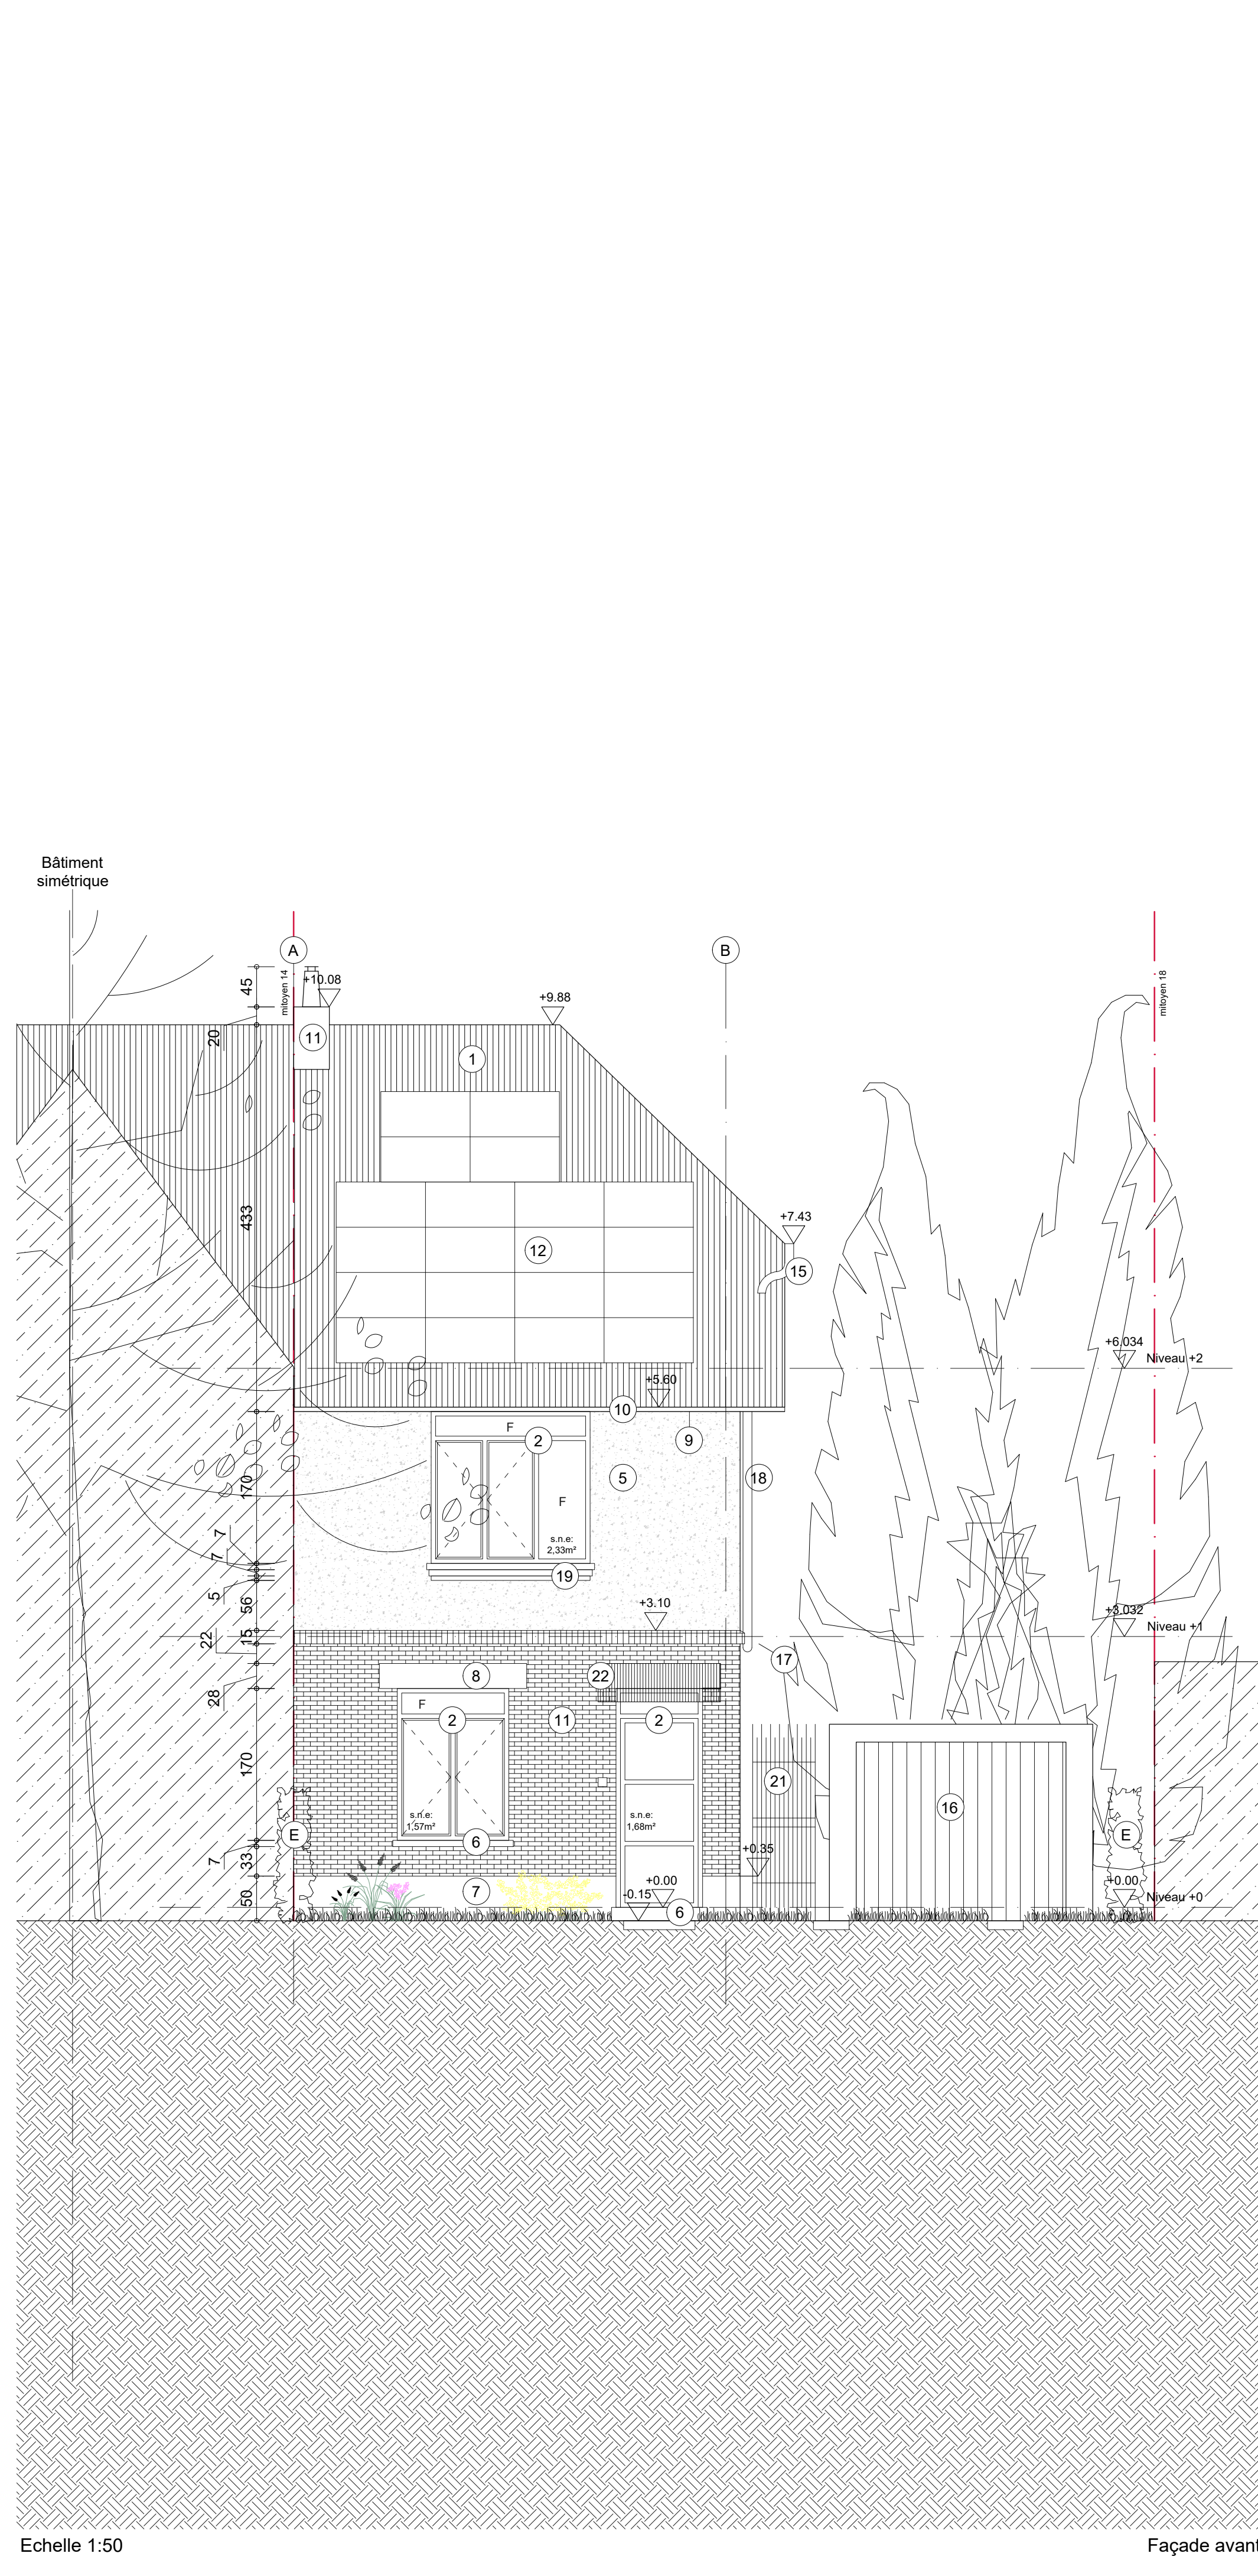 Bâtiment
simétrique
A
B
45
mitoyen 14
+10.08
mitoyen 18
+9.88
20
11
1
+7.43
433
12
15
+6.034
Niveau +2
+5.60
10
F
2
9
170
5
18
F
7
7
s.n.e:
2,33m²
19
5
56
+3.10
+3.032
Niveau +1
22
15
17
8
22
28
F
2
11
2
170
21
16
s.n.e:
1,57m²
s.n.e:
1,68m²
E
6
E
7
33
+0.35
50
7
+0.00
-0.15
6
+0.00
Niveau +0
Echelle 1:50
Façade avant